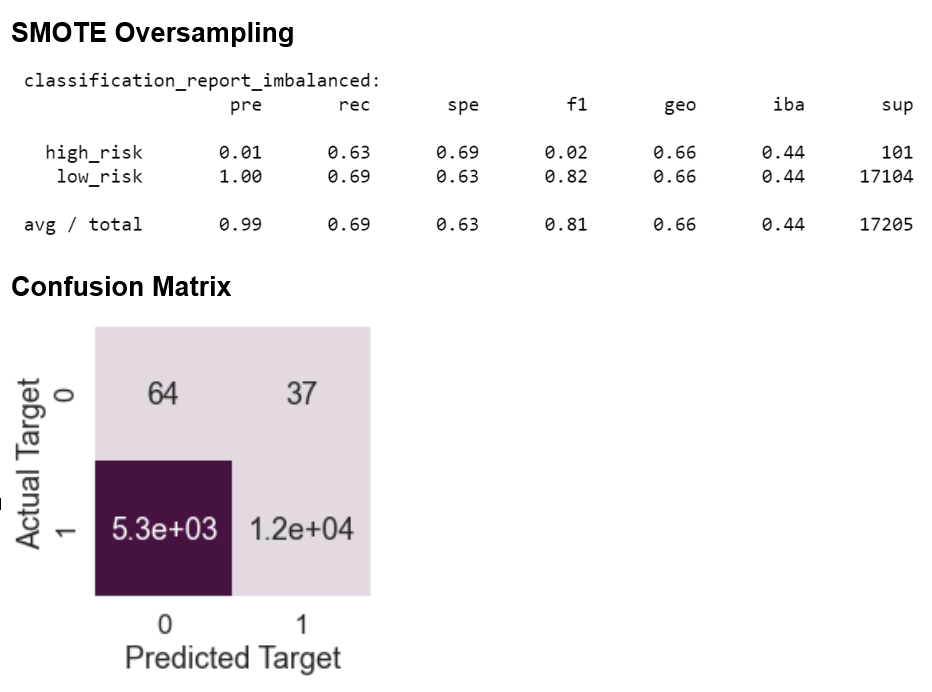 SMOTE Oversampling
classification_report_imbalanced:
pre rec spe f1 geo iba sup
high_risk 0.01 0.63 0.69 0.02 0.66 0.44 101
low_risk 1.00 0.69 0.63 0.82 0.66 0.44 17104
avg / total 0.99 0.69 0.63 0.81 0.66 0.44 17205
Confusion Matrix
Actual Target
0 64 37
1 5.3e+03 1.2e+04
0 1
Predicted Target